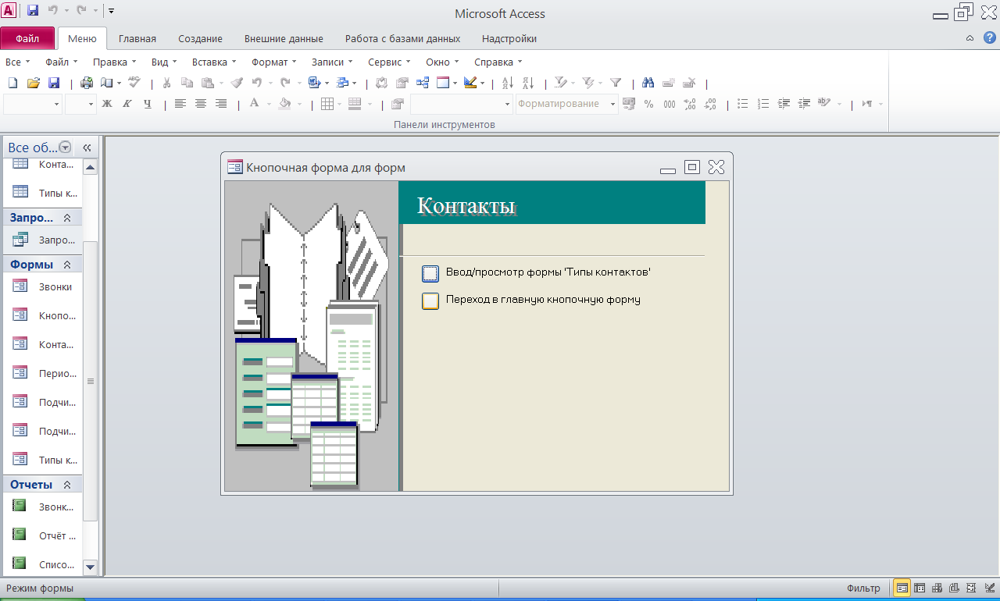 Microsoft Access
Файл Меню Главная Создание Внешние данные Работа с базами данных Надстройки
Все Файл Правка Вид Вставка Формат Записи Сервис Окно Справка
Ж К Ч А Форматирование % 000
Панели инструментов
Все об...
Конта...
Типы к...
Запро...
Запро...
Формы
Звонки
Кнопо...
Конта...
Перио...
Подчи...
Подчи...
Типы к...
Отчеты
Звонк...
Отчёт ...
Списо...
Кнопочная форма для форм
Контакты
Ввод/просмотр формы 'Типы контактов'
Переход в главную кнопочную форму
Режим формы
Фильтр